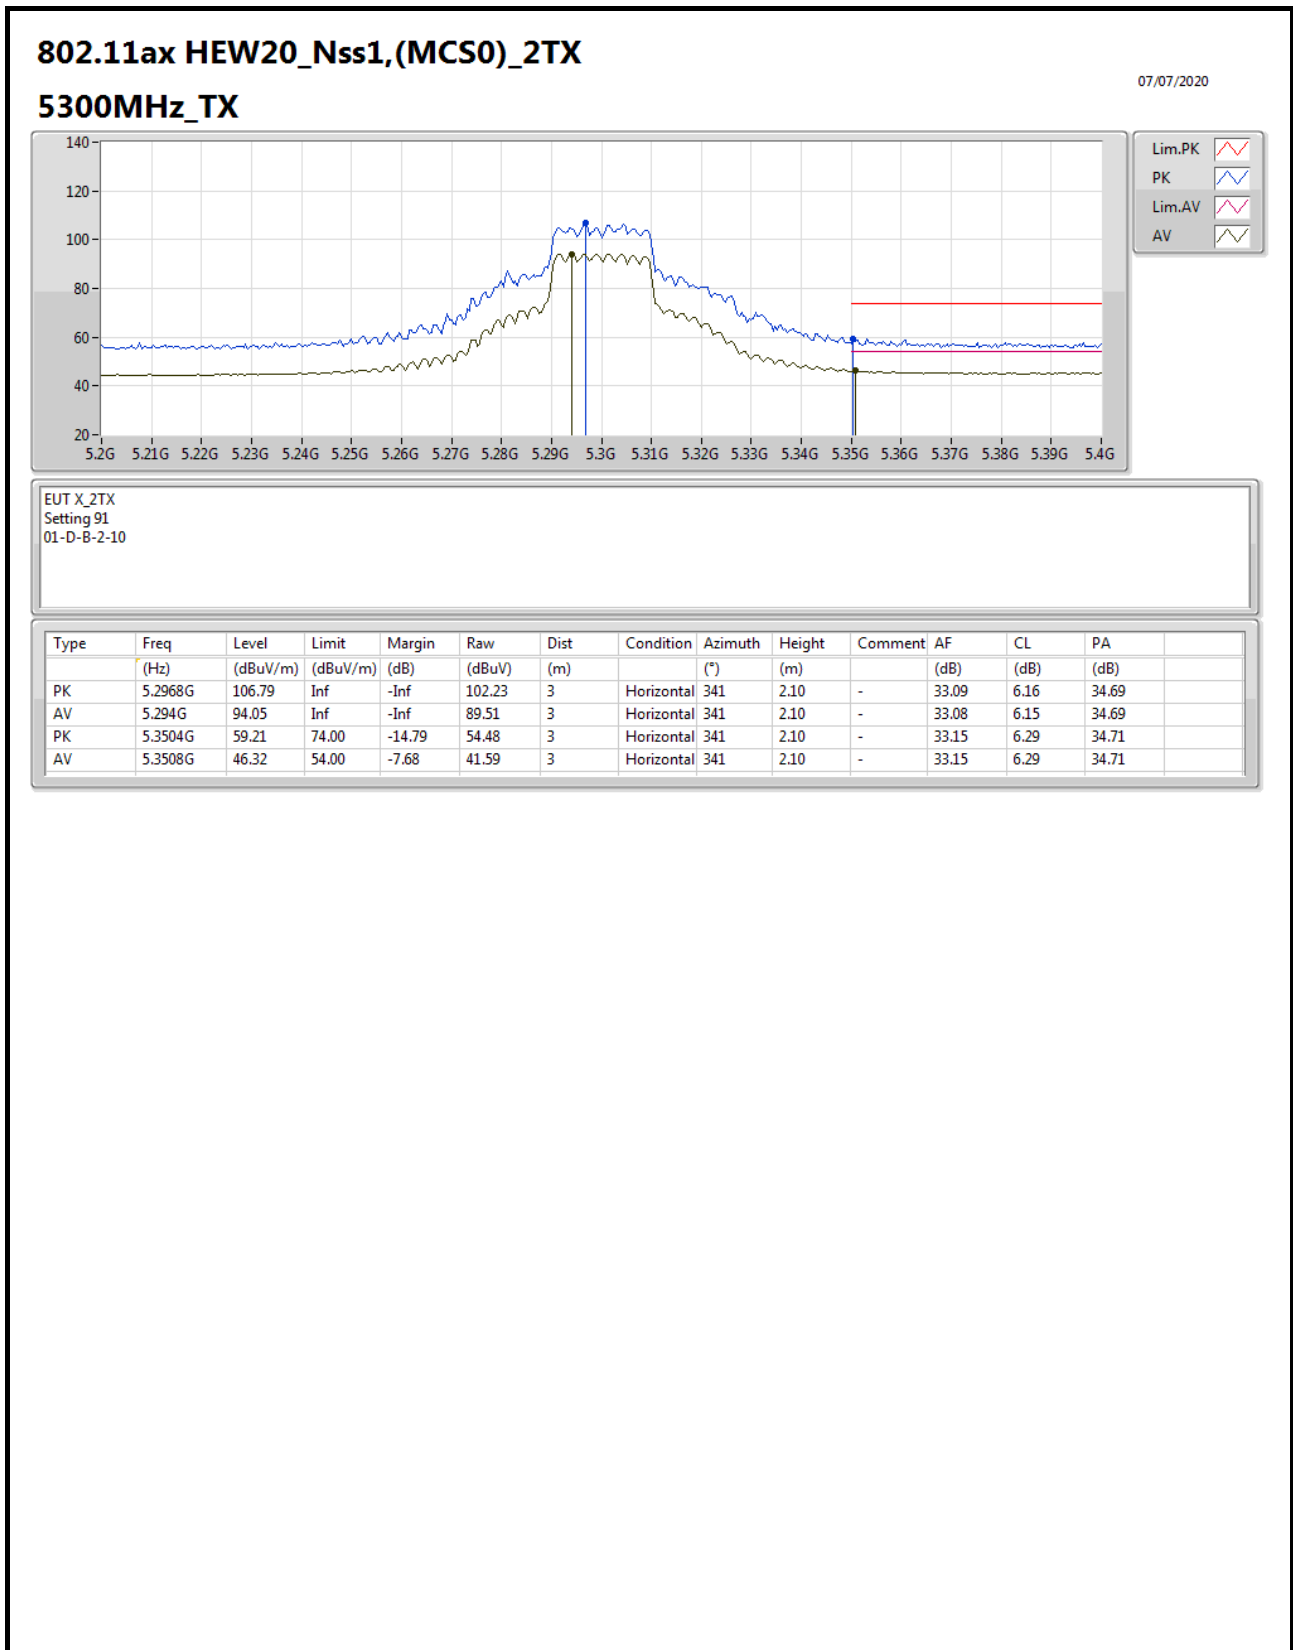 802.11ax HEW20_Nss1,(MCS0)_2TX
07/07/2020
5300MHz_TX
140
120
100
80
60
40
20
5.2G 5.21G 5.22G 5.23G 5.24G 5.25G 5.26G 5.27G 5.28G 5.29G 5.3G 5.31G 5.32G 5.33G 5.34G 5.35G 5.36G 5.37G 5.38G 5.39G 5.4G
Lim.PK
PK
Lim.AV
AV
EUT X_2TX
Setting 91
01-D-B-2-10
Type Freq Level Limit Margin Raw Dist Condition Azimuth Height Comment AF CL PA
(Hz) (dBuV/m) (dBuV/m) (dB) (dBuV) (m) (°) (m) (dB) (dB) (dB)
PK 5.2968G 106.79 Inf -Inf 102.23 3 Horizontal 341 2.10 - 33.09 6.16 34.69
AV 5.294G 94.05 Inf -Inf 89.51 3 Horizontal 341 2.10 - 33.08 6.15 34.69
PK 5.3504G 59.21 74.00 -14.79 54.48 3 Horizontal 341 2.10 - 33.15 6.29 34.71
AV 5.3508G 46.32 54.00 -7.68 41.59 3 Horizontal 341 2.10 - 33.15 6.29 34.71